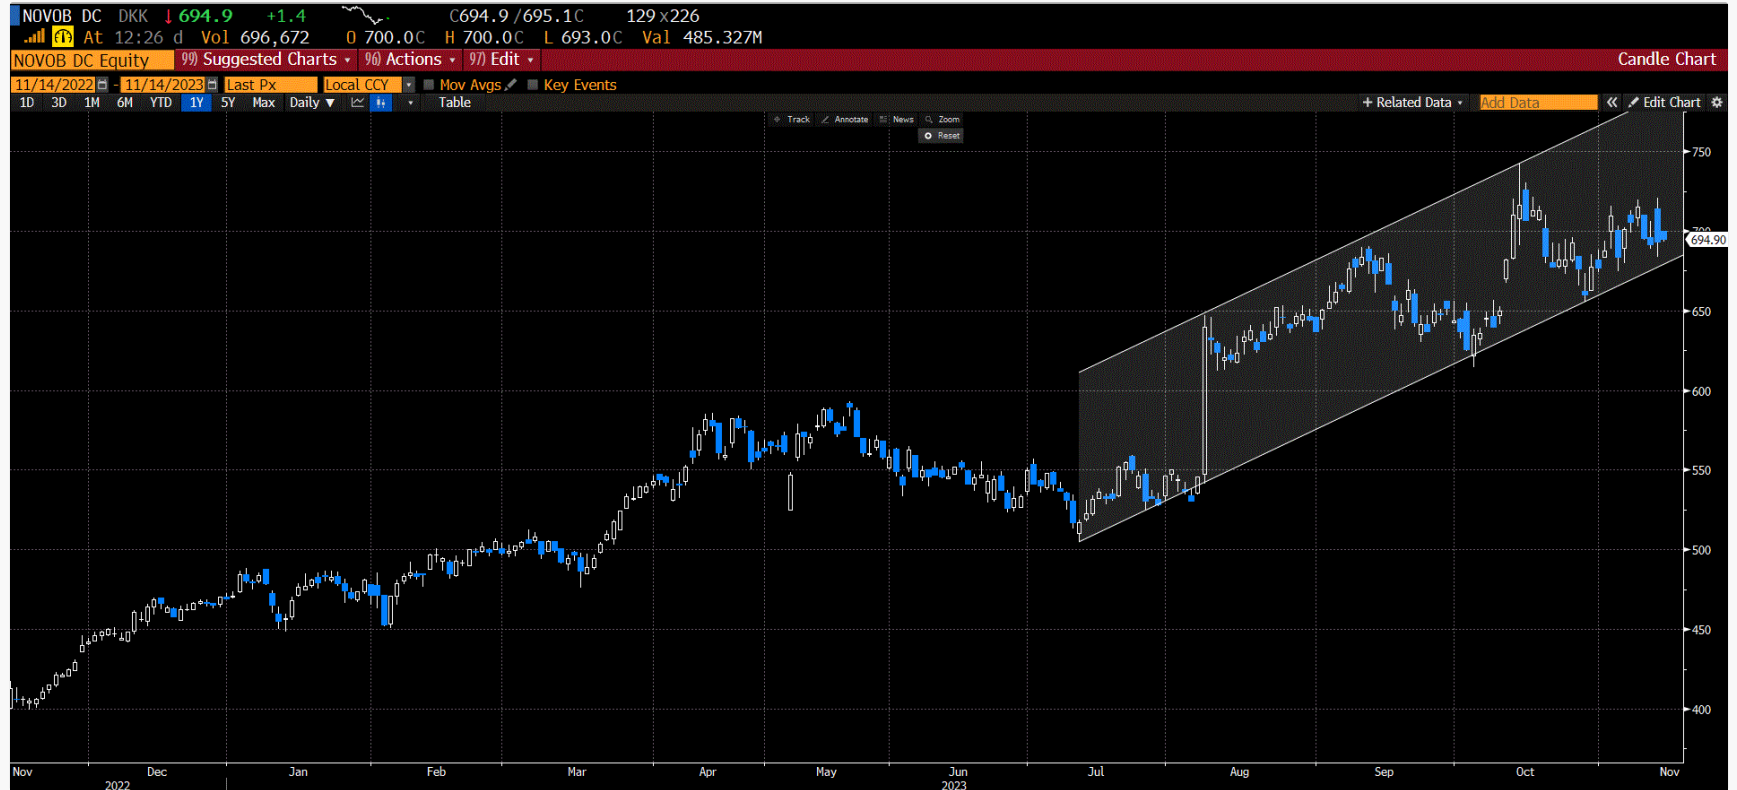 NOVOB DC DKK ↓ 694.9 +1.4 C694.9 /695.1C 129 x226
At 12:26 d Vol 696,672 O 700.0C H 700.0C L 693.0C Val 485.327M
NOVOB DC Equity 99) Suggested Charts 96) Actions 97) Edit Candle Chart
11/14/2022 - 11/14/2023 Last Px Local CCY Mov Avgs Key Events
1D 3D 1M 6M YTD 1Y 5Y Max Daily ▼ Table + Related Data Add Data « Edit Chart
Track Annotate News Zoom
Reset
750
700
694.90
650
600
550
500
450
400
Nov Dec Jan Feb Mar Apr May Jun Jul Aug Sep Oct Nov
2022 2023